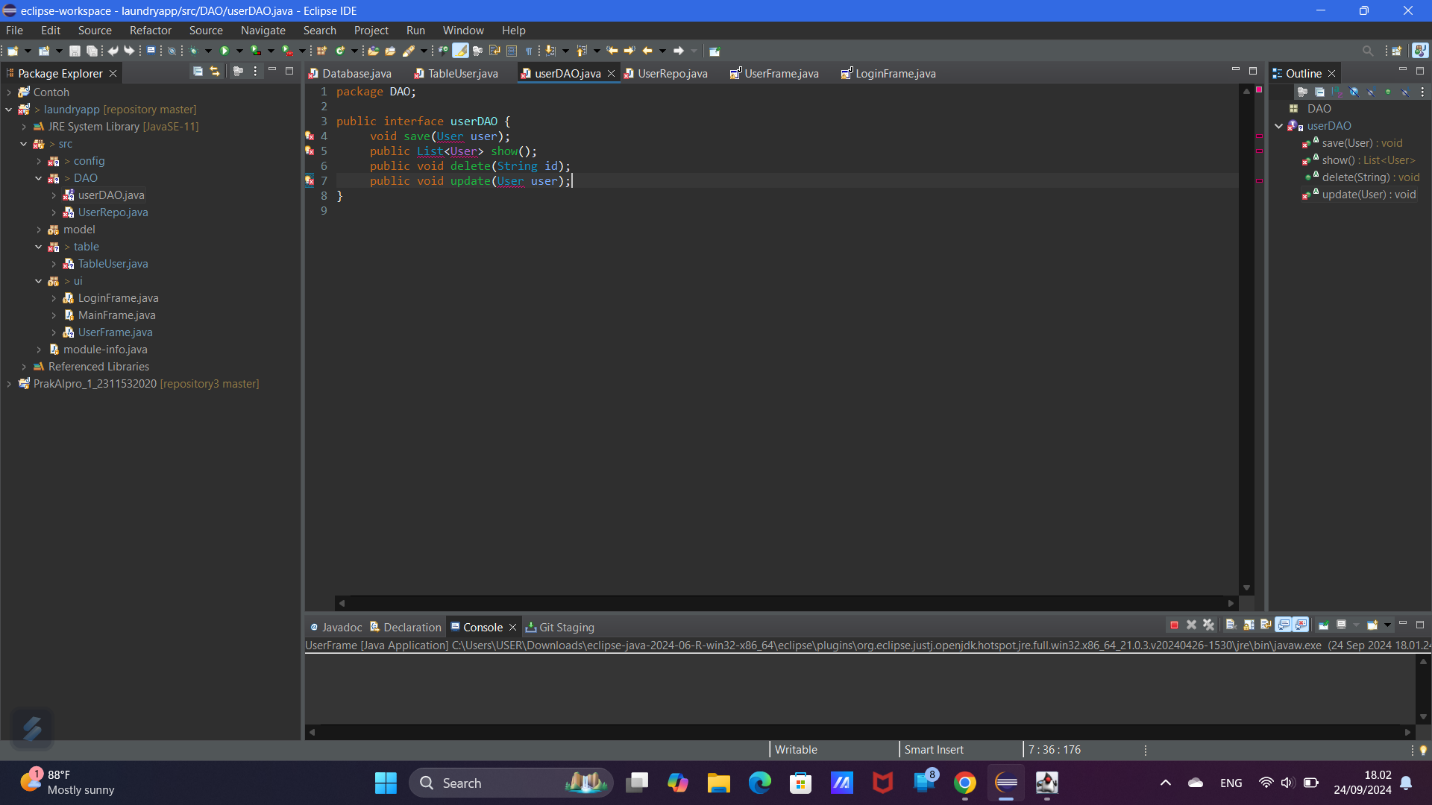 eclipse-workspace - laundryapp/src/DAO/userDAO.java - Eclipse IDE
File Edit Source Refactor Source Navigate Search Project Run Window Help
Package Explorer
Contoh
> laundryapp [repository master]
JRE System Library [JavaSE-11]
> src
> config
> DAO
userDAO.java
UserRepo.java
model
> table
TableUser.java
> ui
LoginFrame.java
MainFrame.java
UserFrame.java
module-info.java
Referenced Libraries
PrakAlpro_1_2311532020 [repository3 master]
Database.java TableUser.java userDAO.java UserRepo.java UserFrame.java LoginFrame.java
1 package DAO;
2
3 public interface userDAO {
4 void save(User user);
5 public List<User> show();
6 public void delete(String id);
7 public void update(User user);
8 }
9
Outline
DAO
userDAO
save(User) : void
show() : List<User>
delete(String) : void
update(User) : void
Javadoc Declaration Console Git Staging
UserFrame [Java Application] C:\Users\USER\Downloads\eclipse-java-2024-06-R-win32-x86_64\eclipse\plugins\org.eclipse.justj.openjdk.hotspot.jre.full.win32.x86_64_21.0.3.v20240426-1530\jre\bin\javaw.exe (24 Sep 2024 18.01.24
Writable Smart Insert 7 : 36 : 176
1
88°F
Mostly sunny
Search
8
ENG
18.02
24/09/2024